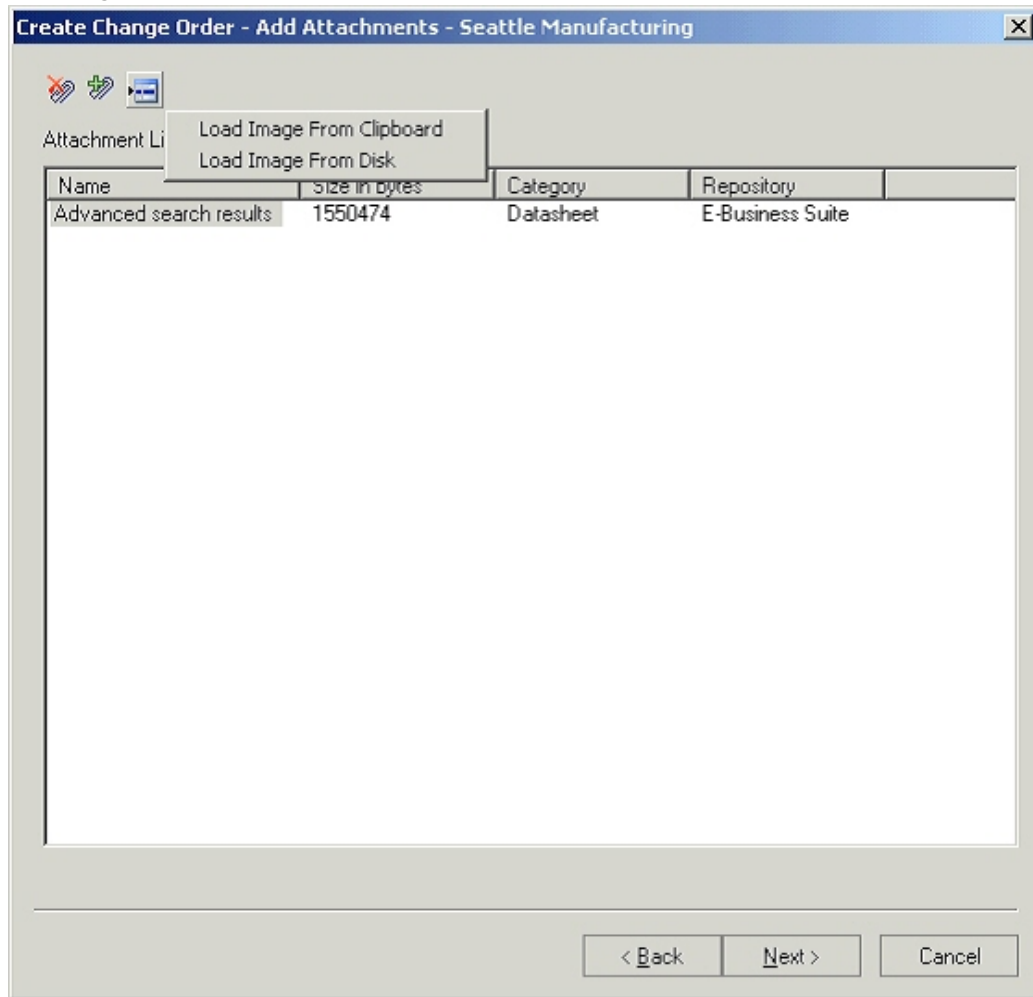 Create Change Order - Add Attachments - Seattle Manufacturing
Load Image From Clipboard
Attachment Li
Load Image From Disk
Name Size in bytes Category Repository
Advanced search results 1550474 Datasheet E-Business Suite
< Back Next > Cancel